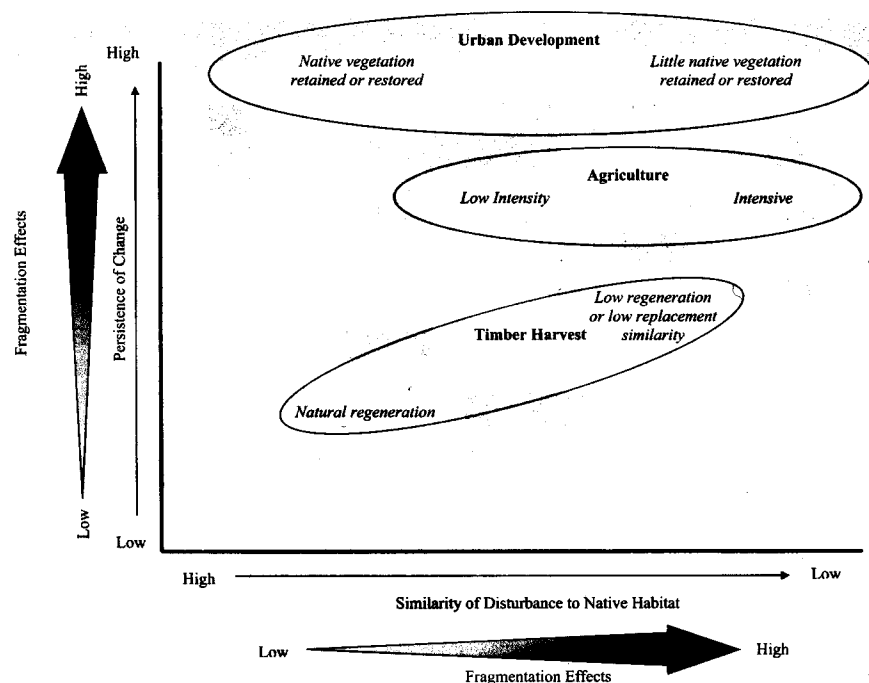 Urban Development
High
Native vegetation
retained or restored
Little native vegetation
retained or restored
High
Agriculture
Low Intensity
Intensive
Fragmentation Effects
Persistence of Change
Low regeneration
or low replacement
similarity
Timber Harvest
Natural regeneration
Low
Low
High
Low
Similarity of Disturbance to Native Habitat
Low
High
Fragmentation Effects